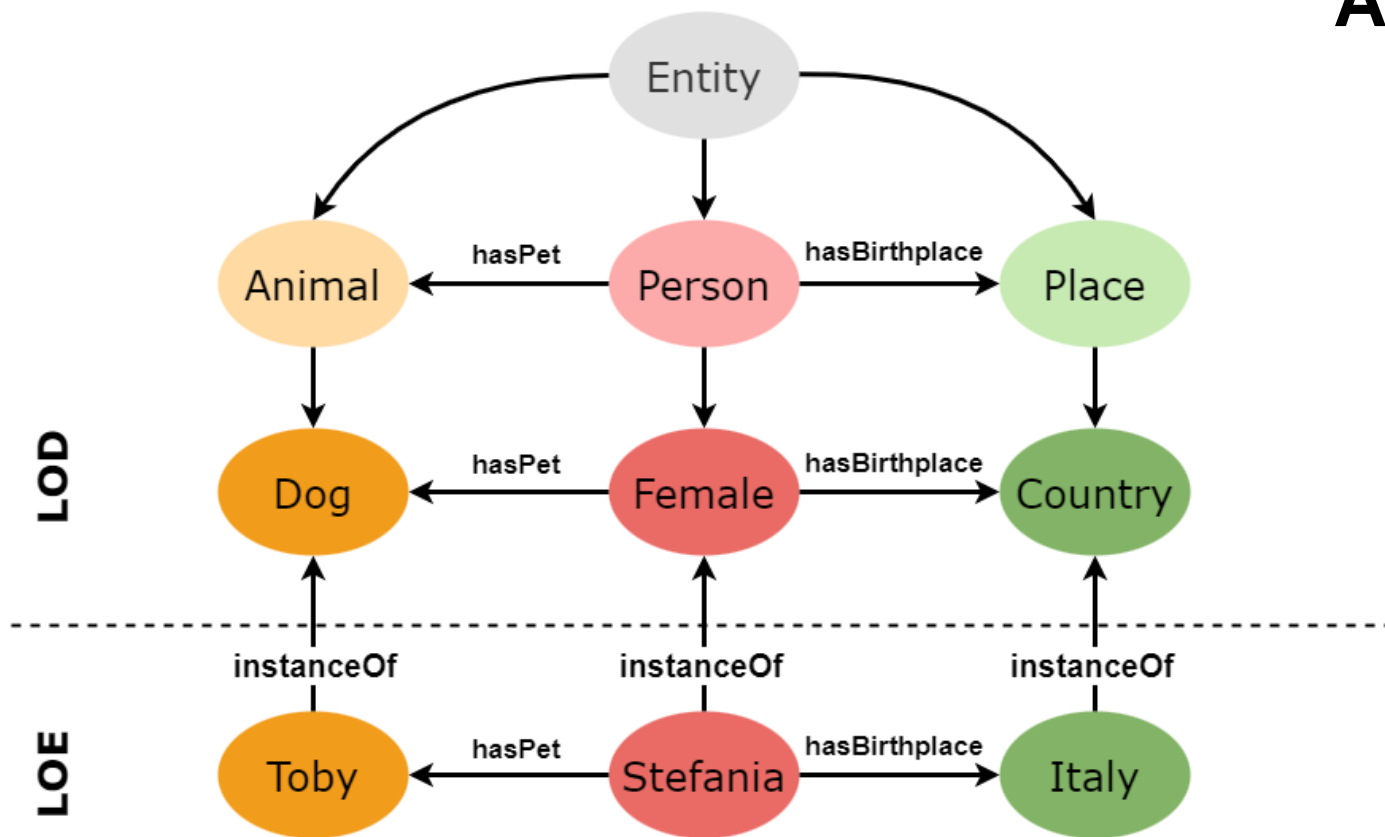 A
Entity
hasPet
hasBirthplace
Animal
Person
Place
LOD
hasPet
hasBirthplace
Dog
Female
Country
instanceOf
instanceOf
instanceOf
LOE
hasPet
hasBirthplace
Toby
Stefania
Italy